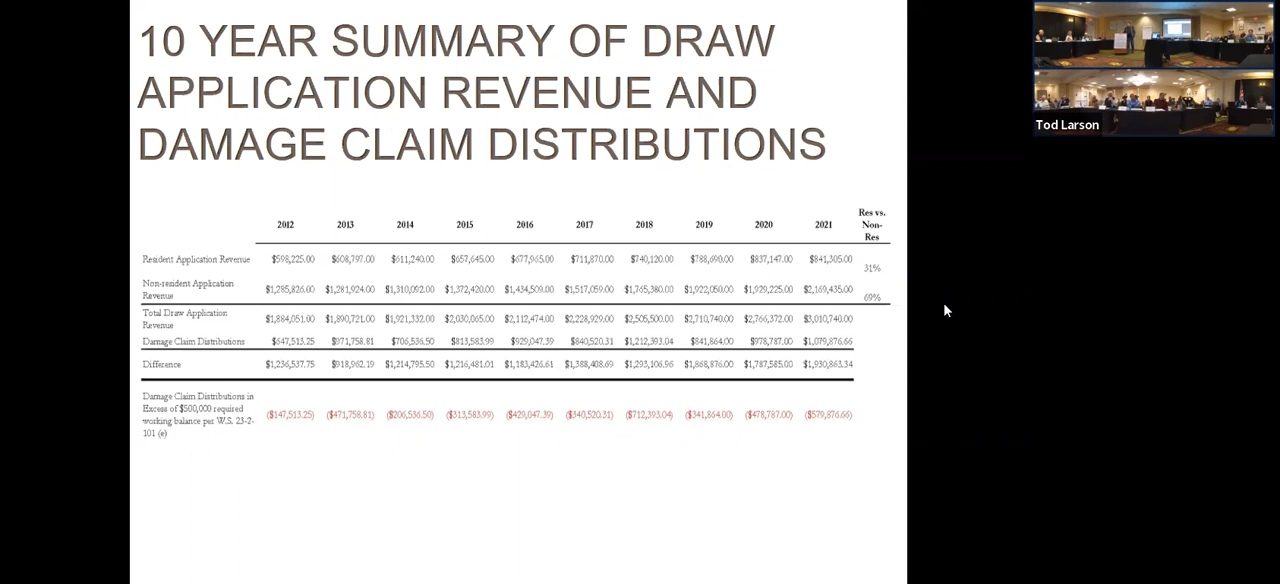 10 YEAR SUMMARY OF DRAW
APPLICATION REVENUE AND
DAMAGE CLAIM DISTRIBUTIONS
Tod Larson
2012 2013 2014 2015 2016 2017 2018 2019 2020 2021 Res vs. Non-Res
Resident Application Revenue $598,225.00 $608,797.00 $611,240.00 $657,645.00 $677,965.00 $711,870.00 $740,120.00 $788,690.00 $837,147.00 $841,305.00
31%
Non-resident Application
Revenue $1,285,826.00 $1,281,924.00 $1,310,092.00 $1,372,420.00 $1,434,509.00 $1,517,059.00 $1,765,380.00 $1,922,050.00 $1,929,225.00 $2,169,435.00
69%
Total Draw Application
Revenue $1,884,051.00 $1,890,721.00 $1,921,332.00 $2,030,065.00 $2,112,474.00 $2,228,929.00 $2,505,500.00 $2,710,740.00 $2,766,372.00 $3,010,740.00
Damage Claim Distributions $647,513.25 $971,758.81 $706,536.50 $813,583.99 $929,047.39 $840,520.31 $1,212,393.04 $841,864.00 $978,787.00 $1,079,876.66
Difference $1,236,537.75 $918,962.19 $1,214,795.50 $1,216,481.01 $1,183,426.61 $1,388,408.69 $1,293,106.96 $1,868,876.00 $1,787,585.00 $1,930,863.34
Damage Claim Distributions in
Excess of $500,000 required
working balance per W.S. 23-2-
101 (e) ($147,513.25) ($471,758.81) ($206,536.50) ($313,583.99) ($429,047.39) ($340,520.31) ($712,393.04) ($341,864.00) ($478,787.00) ($579,876.66)